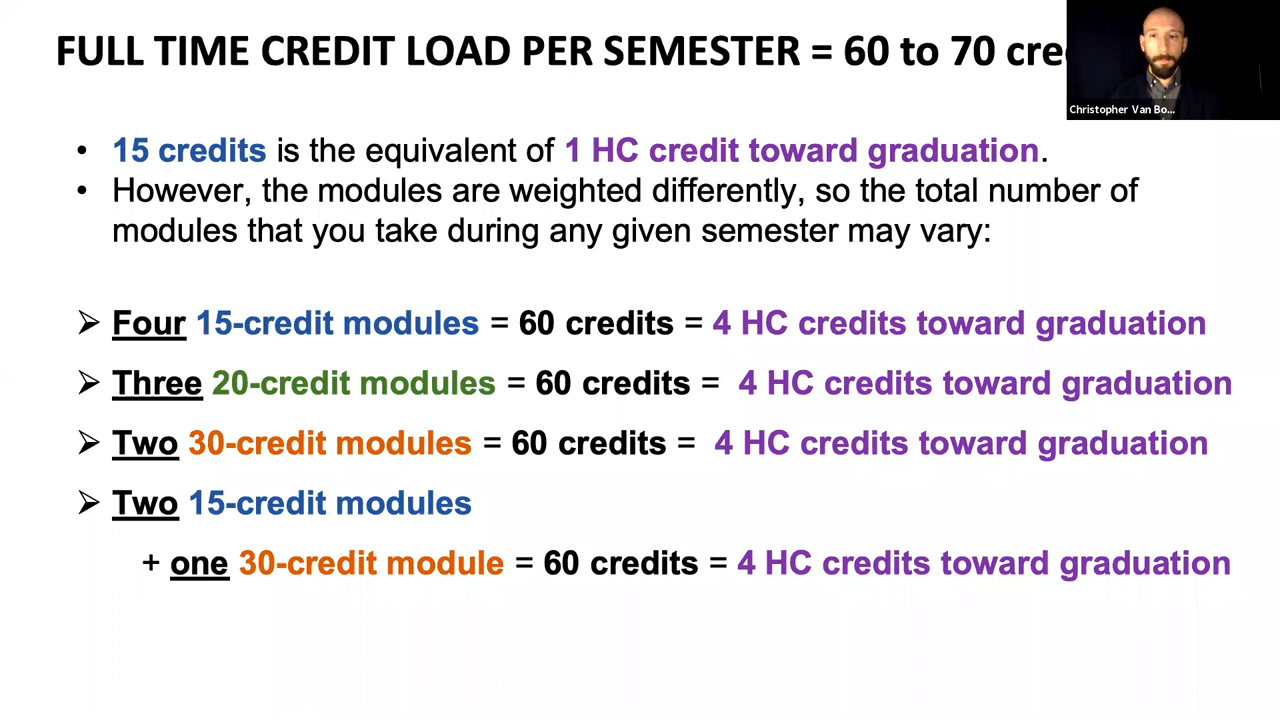 FULL TIME CREDIT LOAD PER SEMESTER = 60 to 70
Christopher Van Bo...
• 15 credits is the equivalent of 1 HC credit toward graduation.
• However, the modules are weighted differently, so the total number of
modules that you take during any given semester may vary:
➢ Four 15-credit modules = 60 credits = 4 HC credits toward graduation
➢ Three 20-credit modules = 60 credits = 4 HC credits toward graduation
➢ Two 30-credit modules = 60 credits = 4 HC credits toward graduation
➢ Two 15-credit modules
+ one 30-credit module = 60 credits = 4 HC credits toward graduation